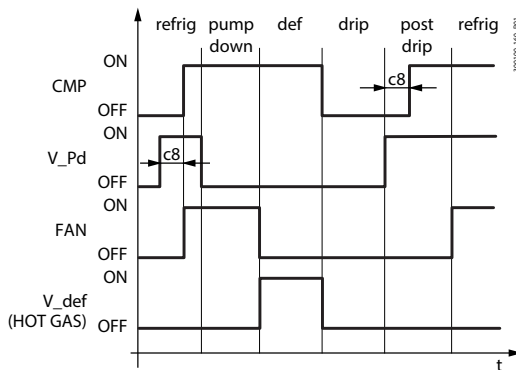 refrig pump down def drip post drip refrig
ON
CMP
OFF
c8
ON
V_Pd
OFF
c8
ON
FAN
OFF
ON
V_def
(HOT GAS)
OFF
t